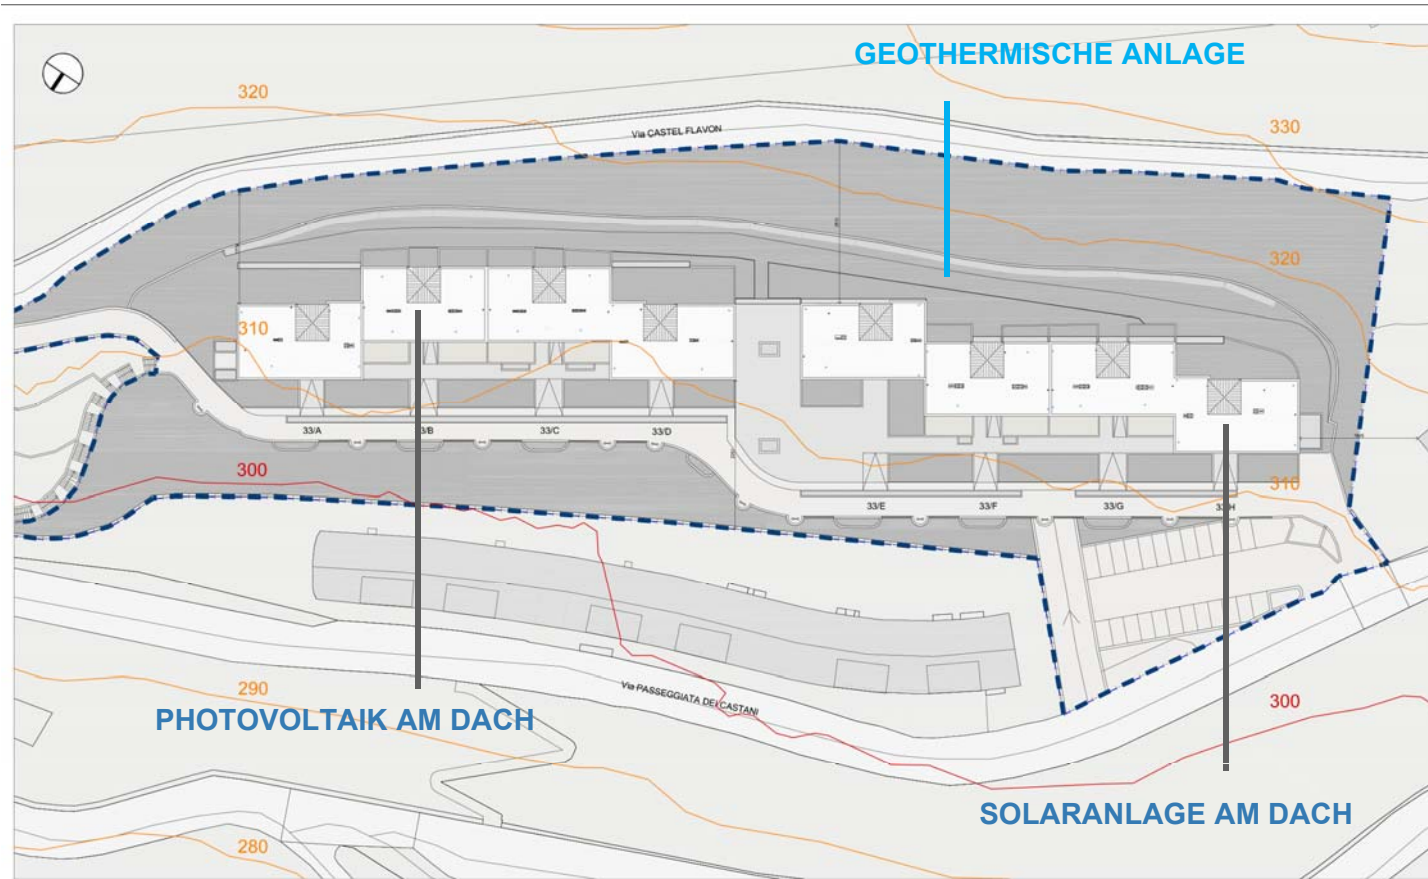 GEOTHERMISCHE ANLAGE
320
330
Via CASTEL FLAVON
320
310
33/A
3/B
33/C
33/D
300
310
33/E
33/F
33/G
33/H
290
Via PASSEGGIATA DEI CASTANI
300
PHOTOVOLTAIK AM DACH
SOLARANLAGE AM DACH
280